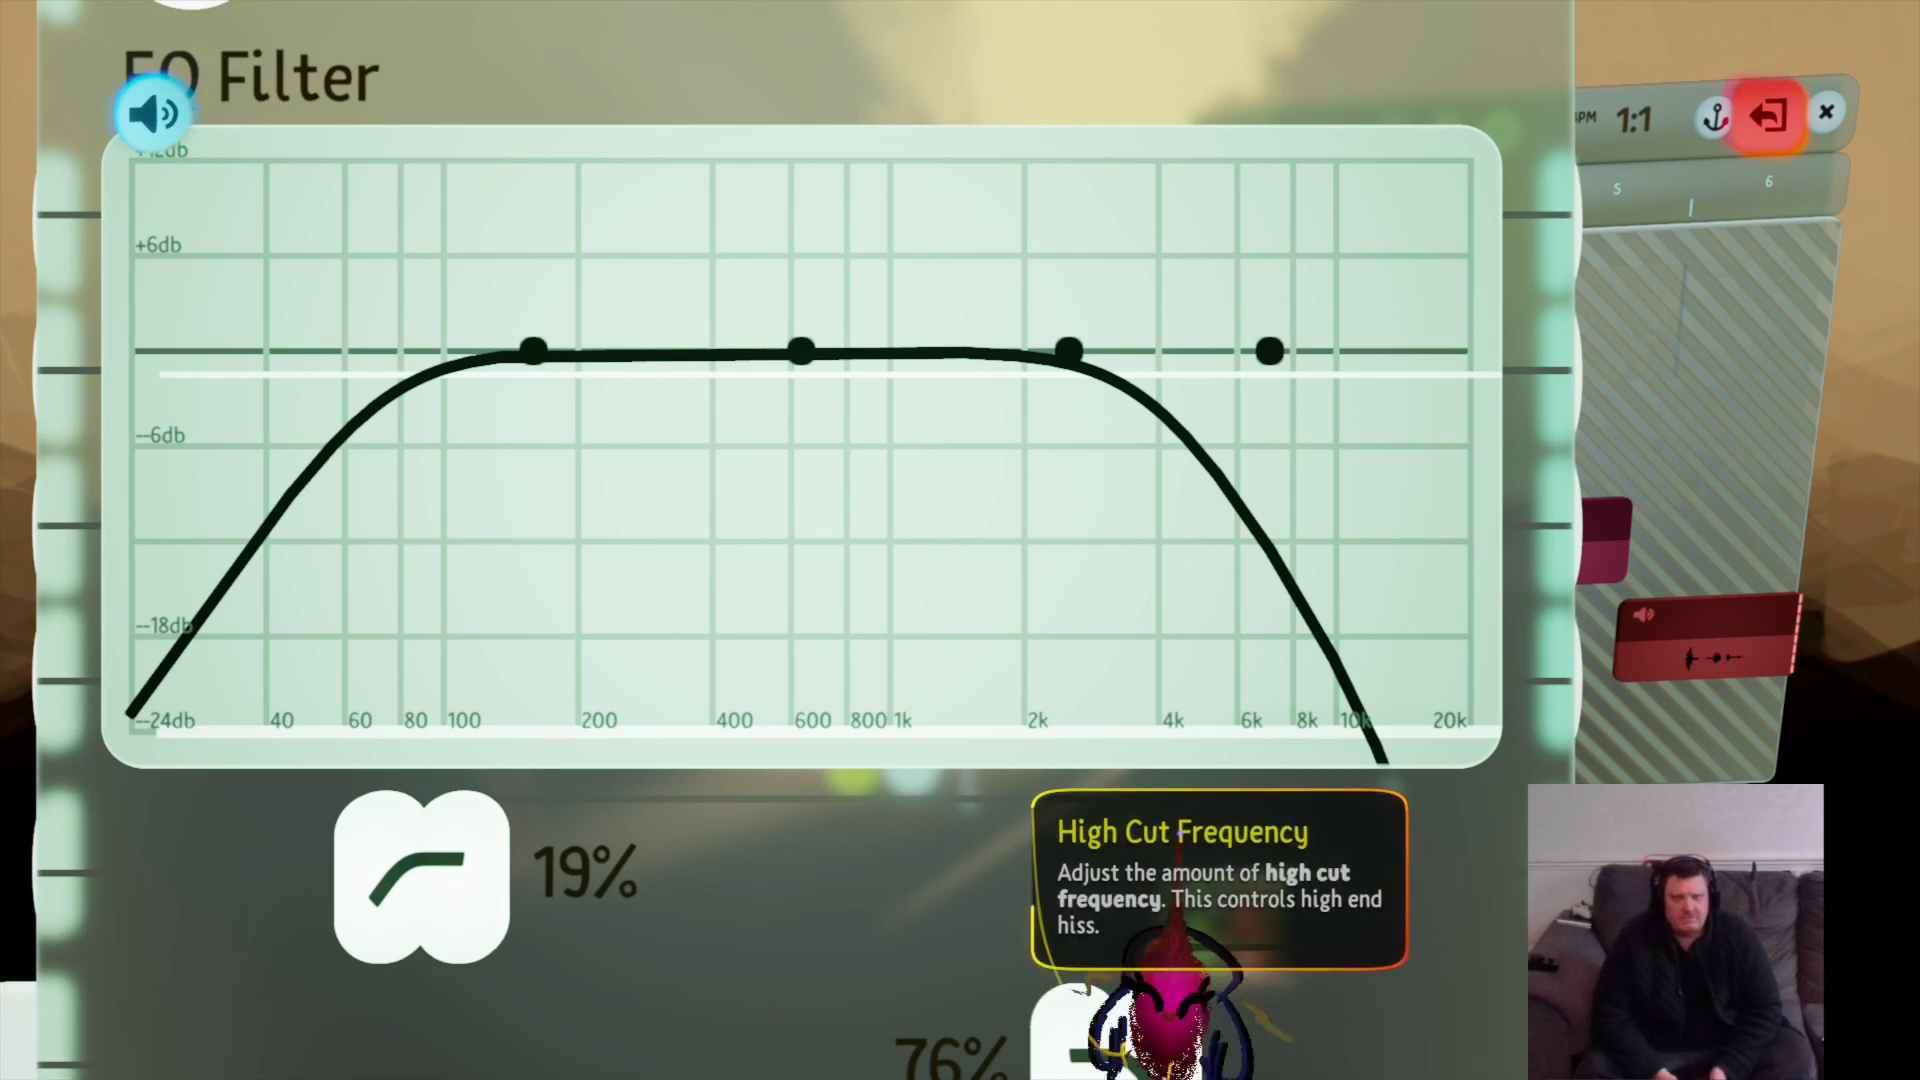 EQ Filter
+12db
+6db
--6db
--18db
--24db 40 60 80 100 200 400 600 800 1k 2k 4k 6k 8k 10k 20k
BPM 1:1
5 6
19%
High Cut Frequency
Adjust the amount of high cut
frequency. This controls high end
hiss.
76%